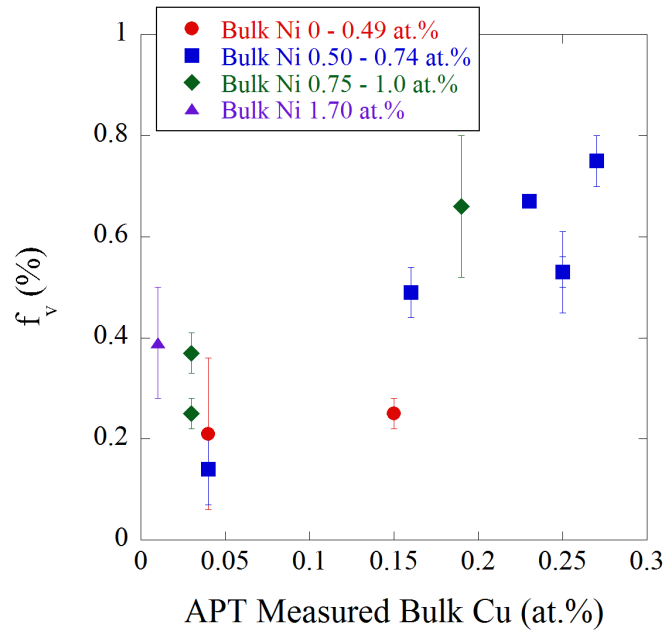 Bulk Ni 0 - 0.49 at.%
Bulk Ni 0.50 - 0.74 at.%
Bulk Ni 0.75 - 1.0 at.%
Bulk Ni 1.70 at.%
1
0.8
0.6
0.4
0.2
0
f_v (%)
0 0.05 0.1 0.15 0.2 0.25 0.3
APT Measured Bulk Cu (at.%)